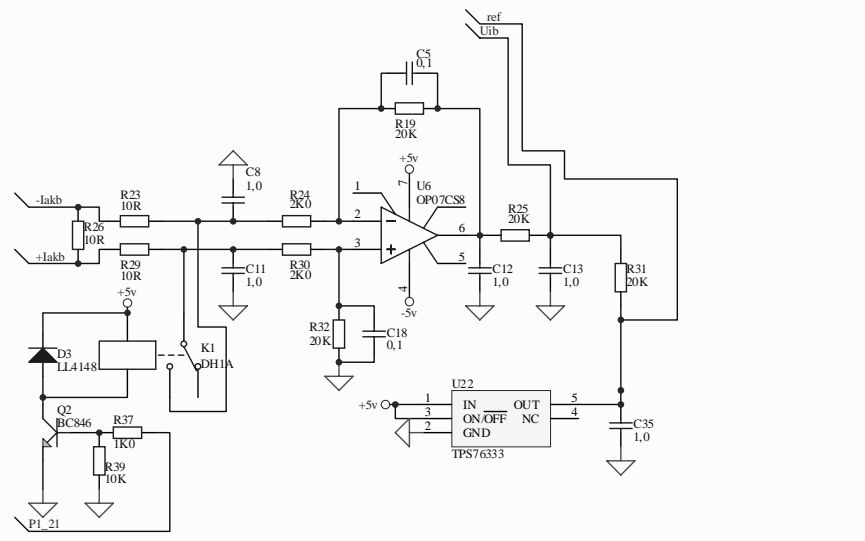 ref
Uib
C5
0,1
R19
20K
+5v
7
C8
1,0
1
U6
OP07CS8
-Iakb
R23
10R
R24
2K0
2
6
R25
20K
R26
10R
+Iakb
R29
10R
C11
1,0
R30
2K0
3
5
4
-5v
C12
1,0
C13
1,0
R31
20K
+5v
R32
20K
C18
0,1
D3
LL4148
K1
DH1A
U22
+5v
1
IN
OUT
5
3
ON/OFF
NC
4
2
GND
TPS76333
C35
1,0
Q2
BC846
R37
1K0
R39
10K
P1_21